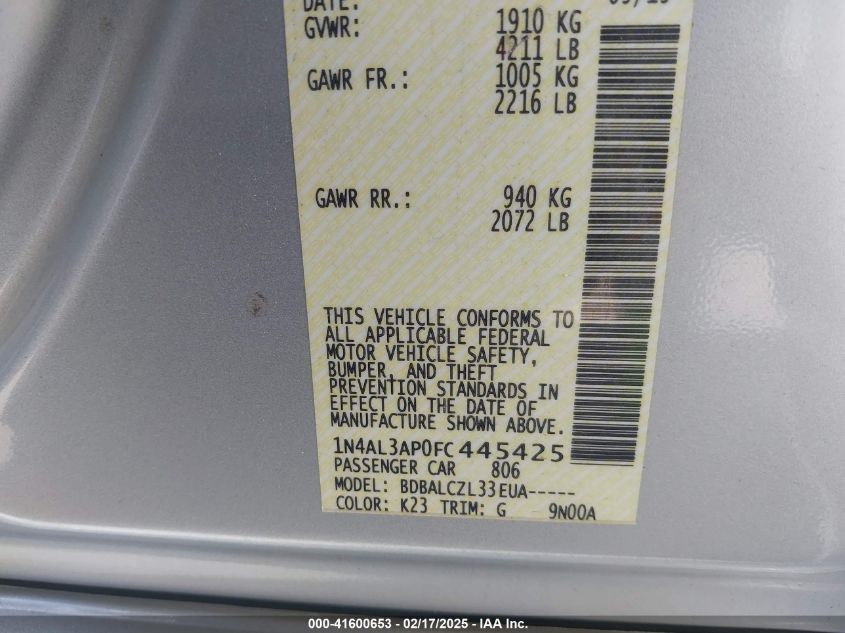 DATE:
GVWR: 1910 KG
4211 LB
GAWR FR.: 1005 KG
2216 LB
GAWR RR.: 940 KG
2072 LB
THIS VEHICLE CONFORMS TO
ALL APPLICABLE FEDERAL
MOTOR VEHICLE SAFETY,
BUMPER, AND THEFT
PREVENTION STANDARDS IN
EFFECT ON THE DATE OF
MANUFACTURE SHOWN ABOVE.
1N4AL3AP0FC445425
PASSENGER CAR 806
MODEL: BDBALCZL33EUA-----
COLOR: K23 TRIM: G 9N00A
000-41600653 - 02/17/2025 - IAA Inc.